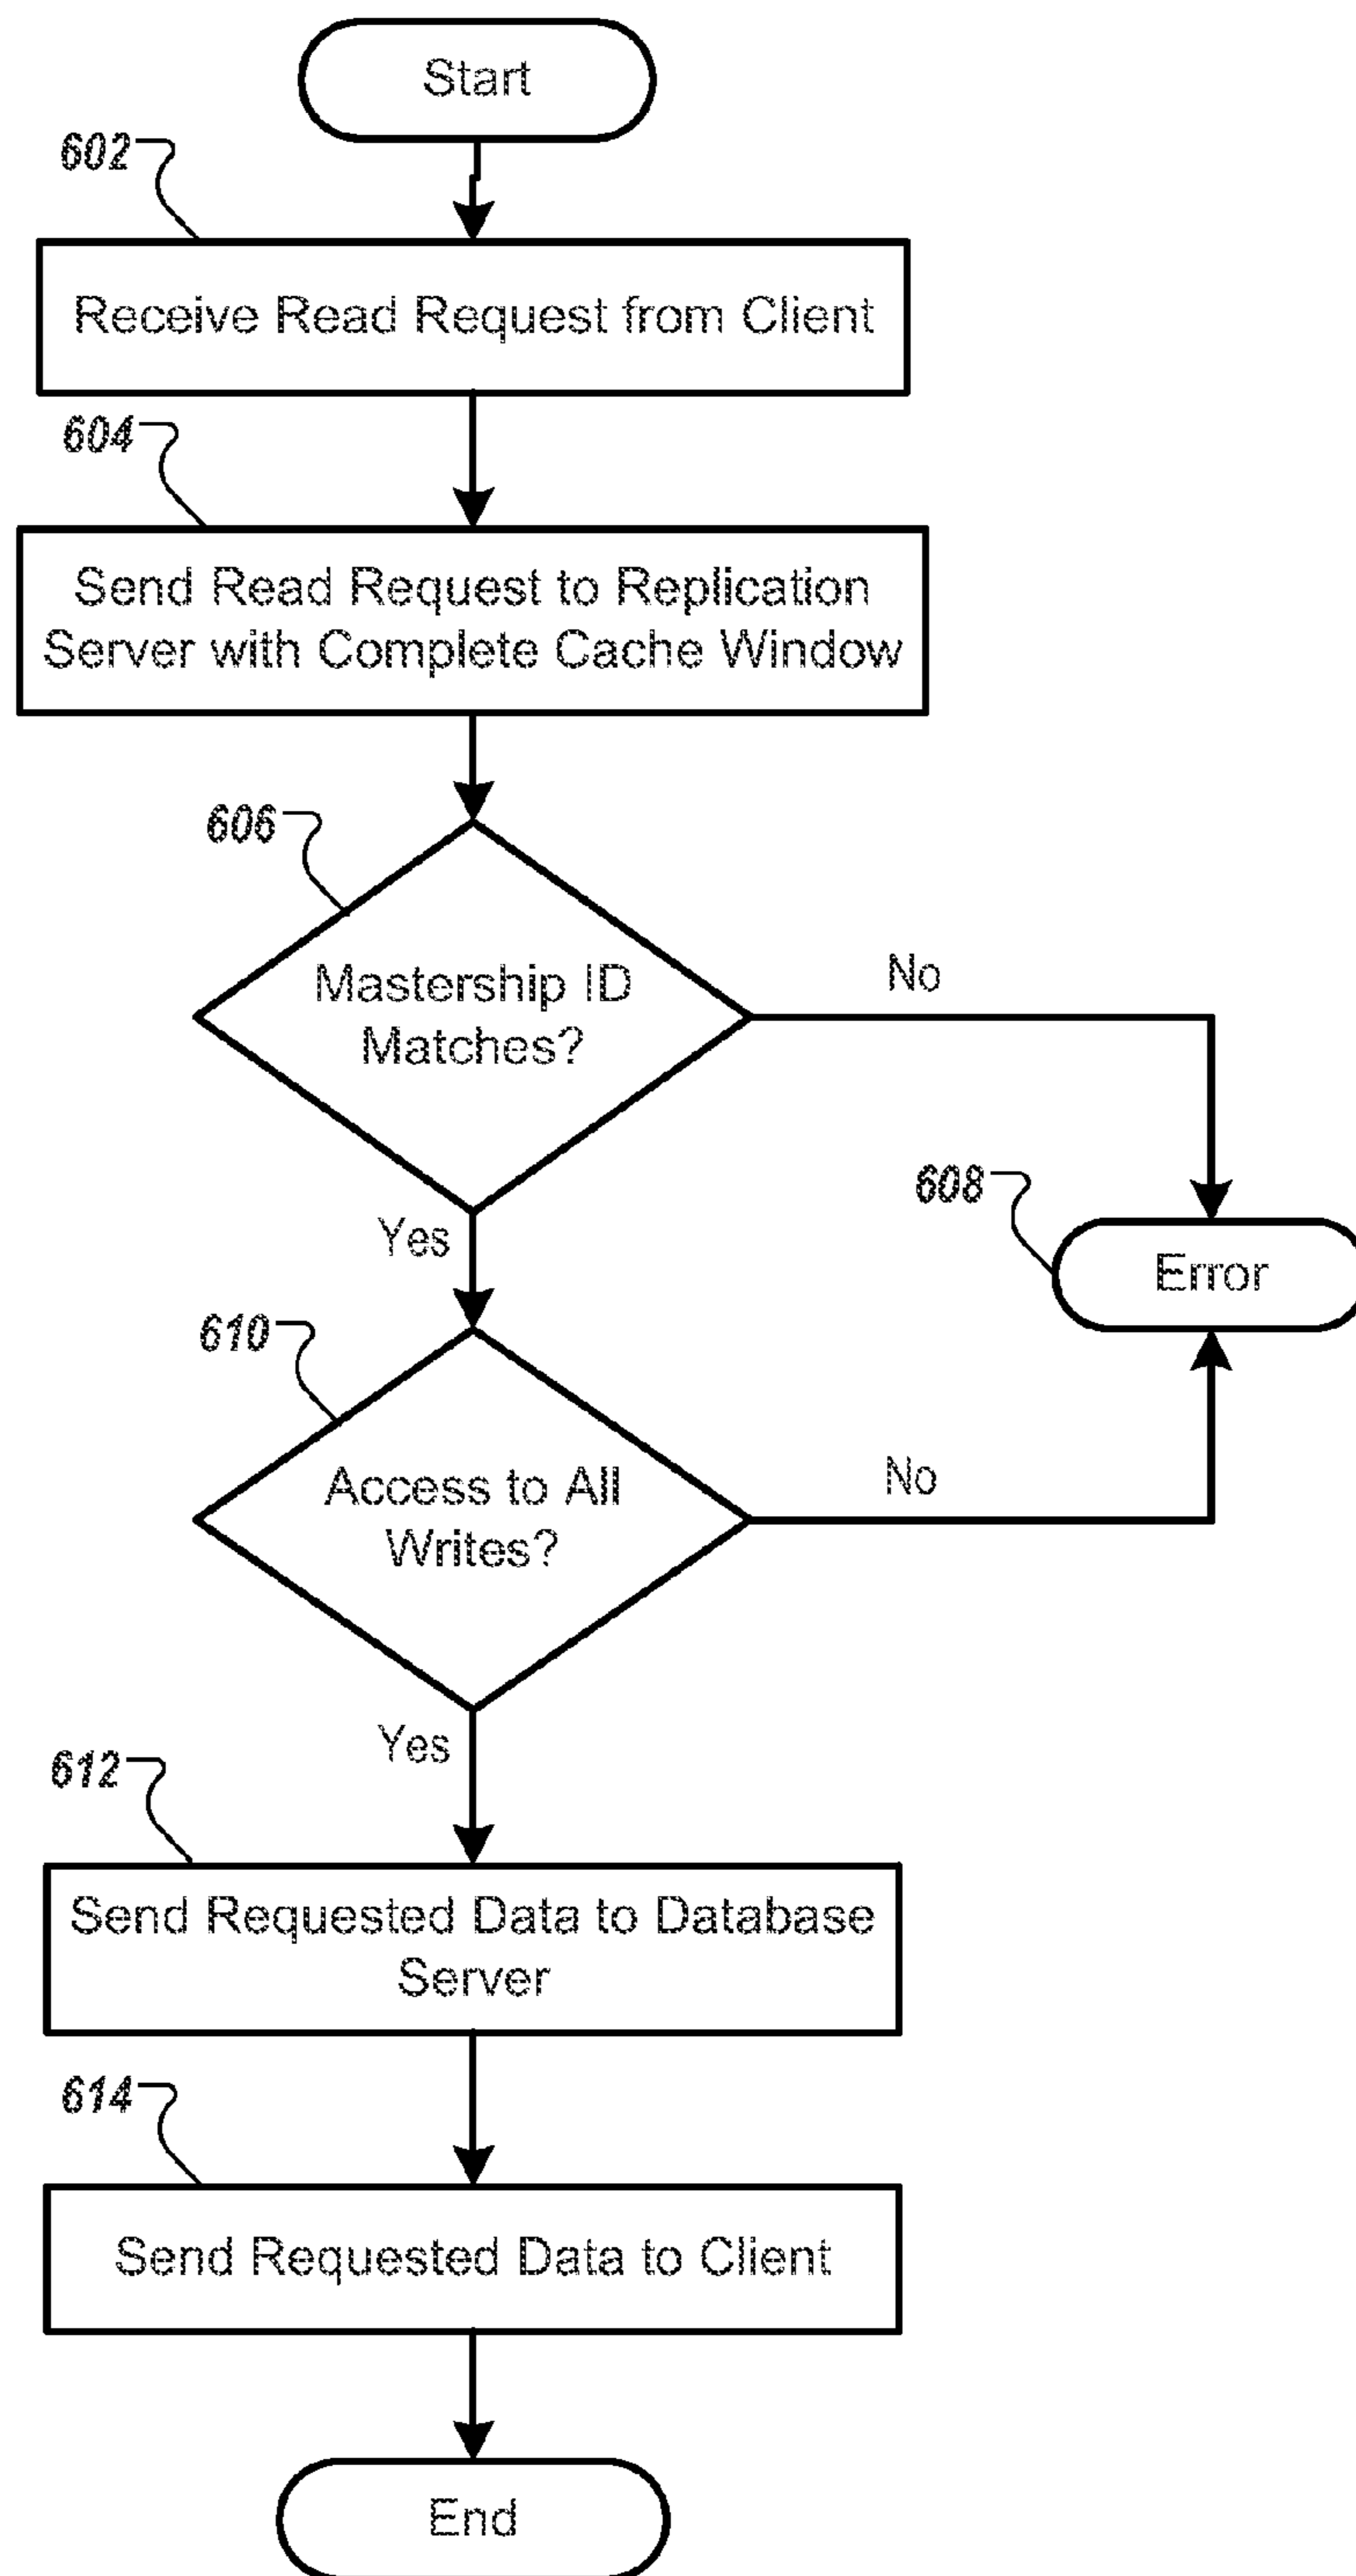 Start
602
Receive Read Request from Client
604
Send Read Request to Replication
Server with Complete Cache Window
606
Mastership ID
Matches?
No
Yes
608
Error
610
Access to All
Writes?
No
Yes
612
Send Requested Data to Database
Server
614
Send Requested Data to Client
End